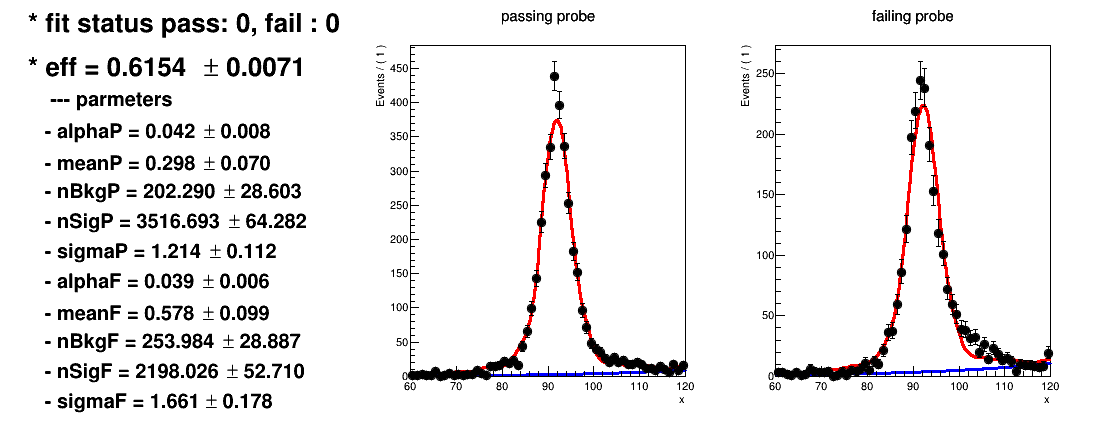 * fit status pass: 0, fail : 0
* eff = 0.6154 ± 0.0071
--- parmeters
- alphaP = 0.042 ± 0.008
- meanP = 0.298 ± 0.070
- nBkgP = 202.290 ± 28.603
- nSigP = 3516.693 ± 64.282
- sigmaP = 1.214 ± 0.112
- alphaF = 0.039 ± 0.006
- meanF = 0.578 ± 0.099
- nBkgF = 253.984 ± 28.887
- nSigF = 2198.026 ± 52.710
- sigmaF = 1.661 ± 0.178
passing probe
Events / ( 1 )
450
400
350
300
250
200
150
100
50
0
60 70 80 90 100 110 120
x
failing probe
Events / ( 1 )
250
200
150
100
50
0
60 70 80 90 100 110 120
x